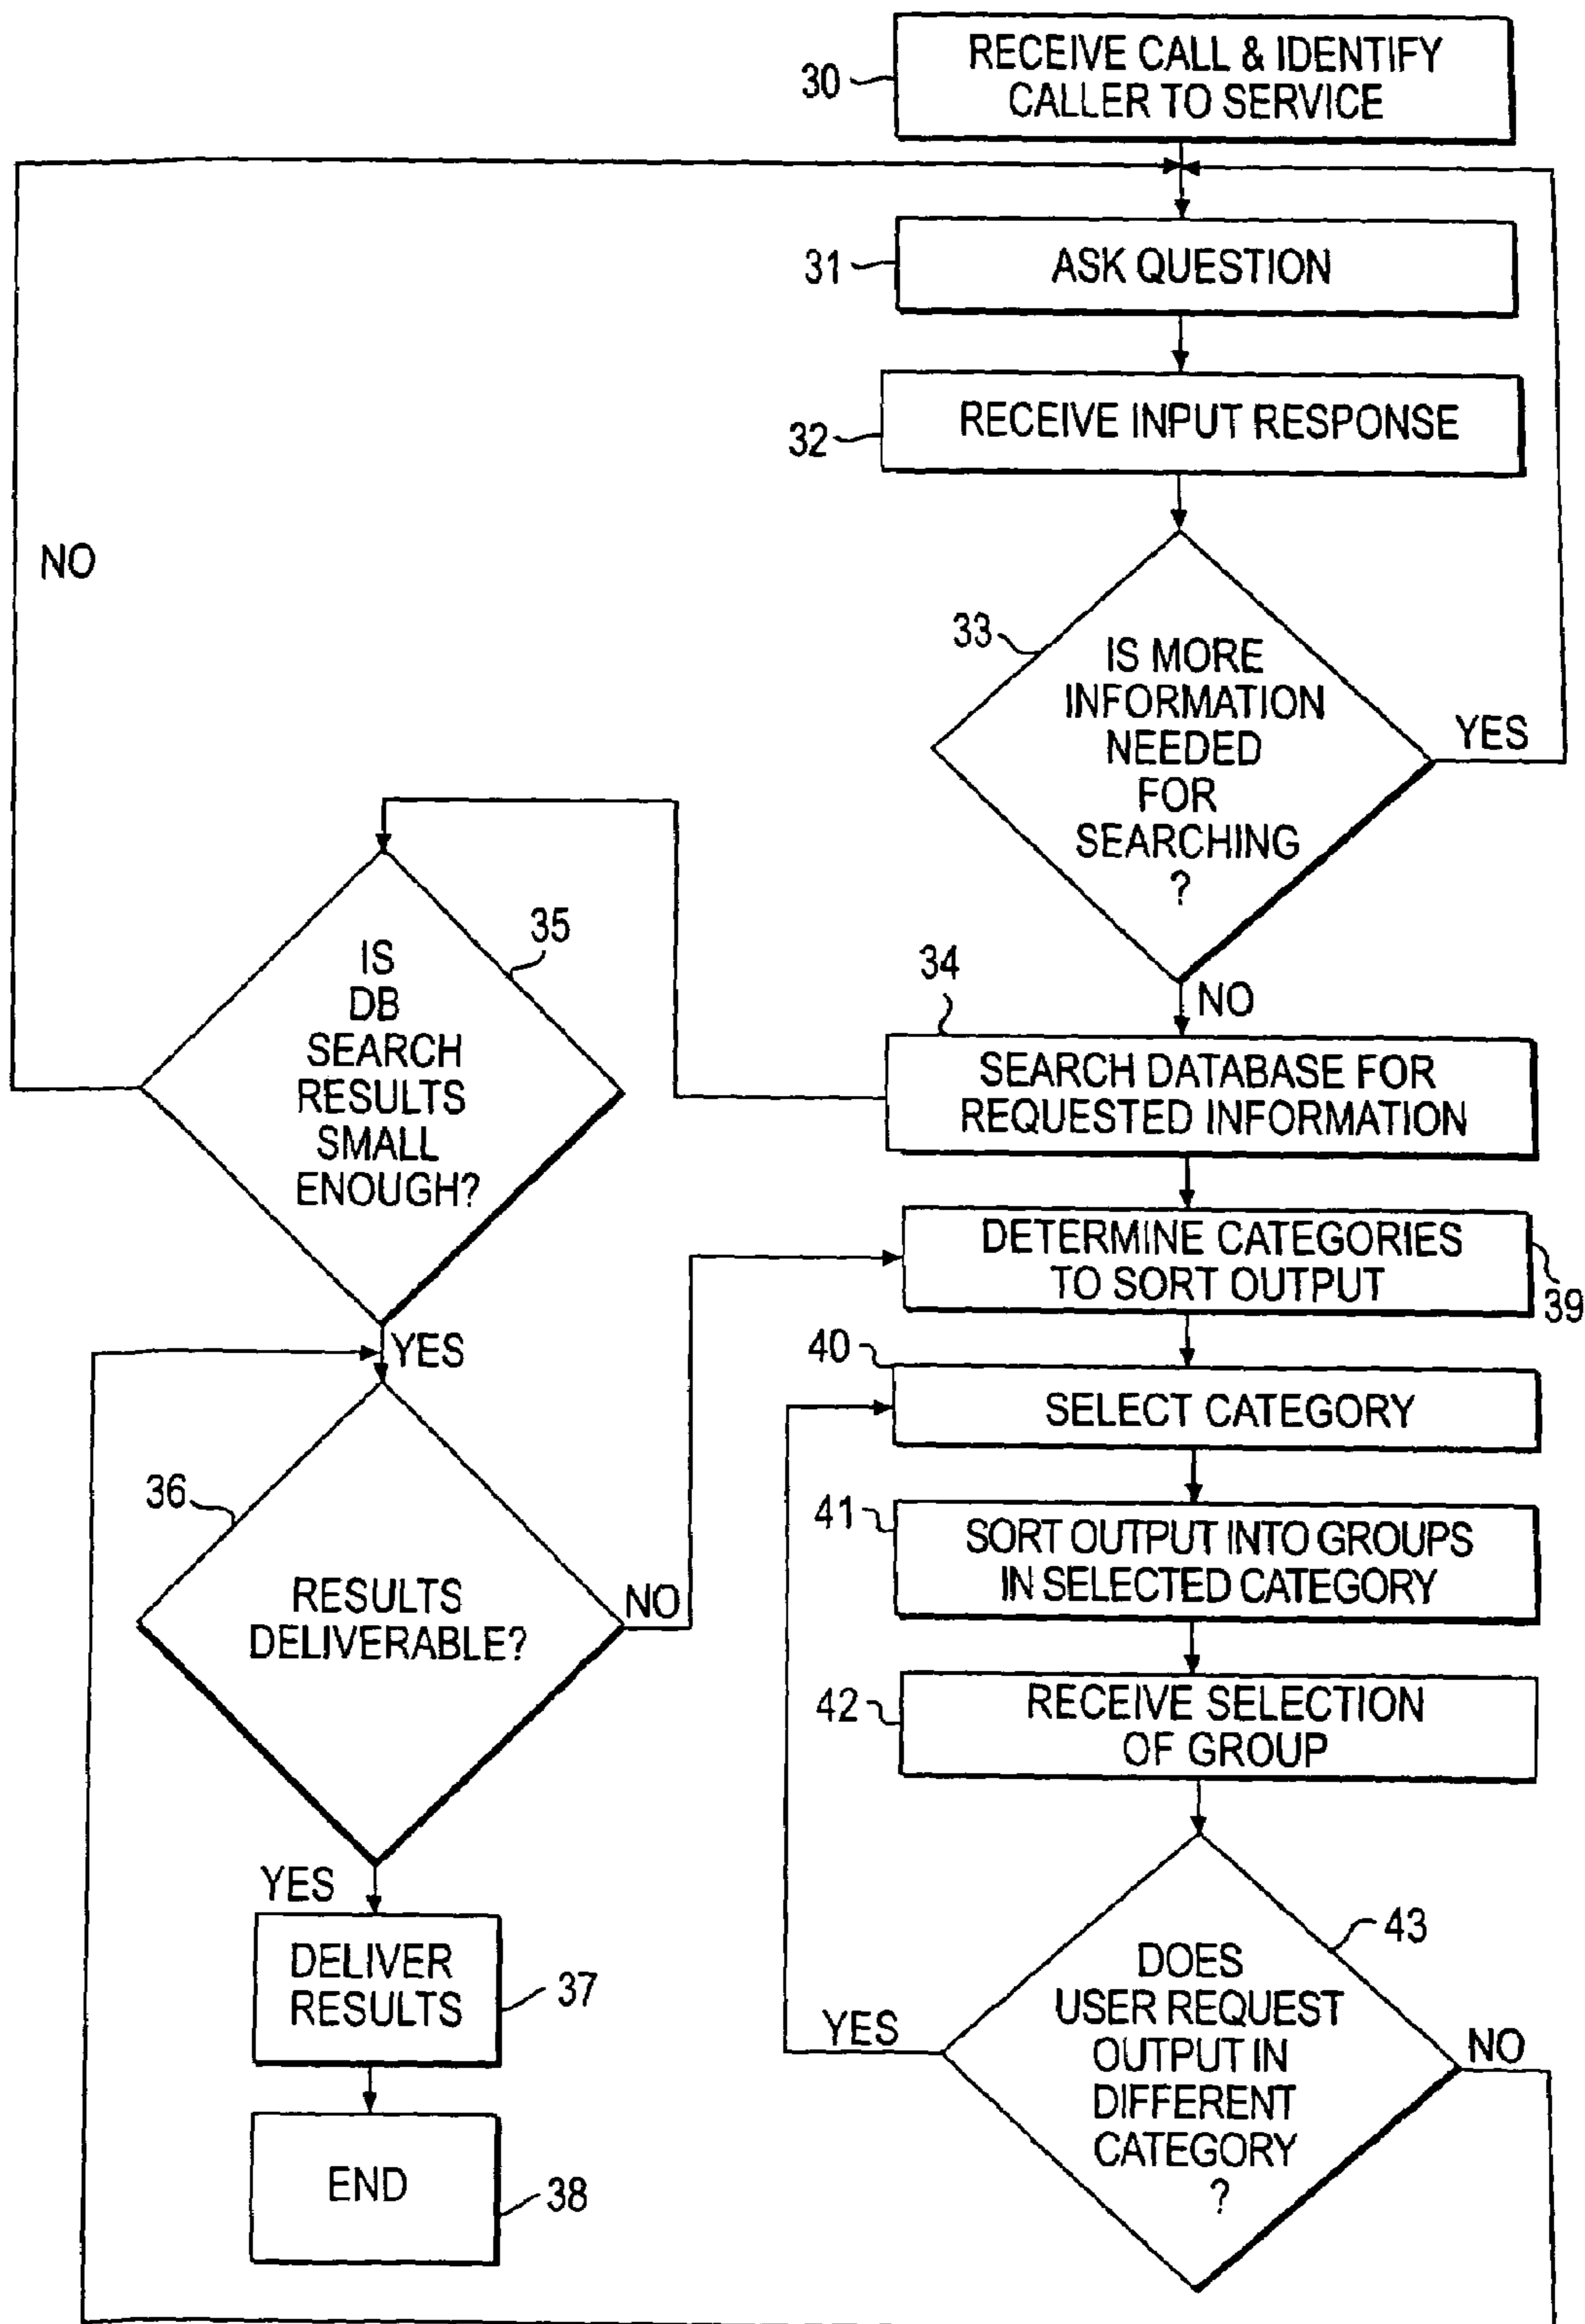 RECEIVE CALL & IDENTIFY
CALLER TO SERVICE
30
ASK QUESTION
31
RECEIVE INPUT RESPONSE
32
NO
33
IS MORE
INFORMATION
NEEDED
FOR
SEARCHING
?
YES
NO
35
IS
DB
SEARCH
RESULTS
SMALL
ENOUGH?
YES
34
SEARCH DATABASE FOR
REQUESTED INFORMATION
DETERMINE CATEGORIES
TO SORT OUTPUT
39
40
SELECT CATEGORY
36
RESULTS
DELIVERABLE?
NO
YES
41
SORT OUTPUT INTO GROUPS
IN SELECTED CATEGORY
42
RECEIVE SELECTION
OF GROUP
DELIVER
RESULTS
37
END
38
43
DOES
USER REQUEST
OUTPUT IN
DIFFERENT
CATEGORY
?
YES
NO